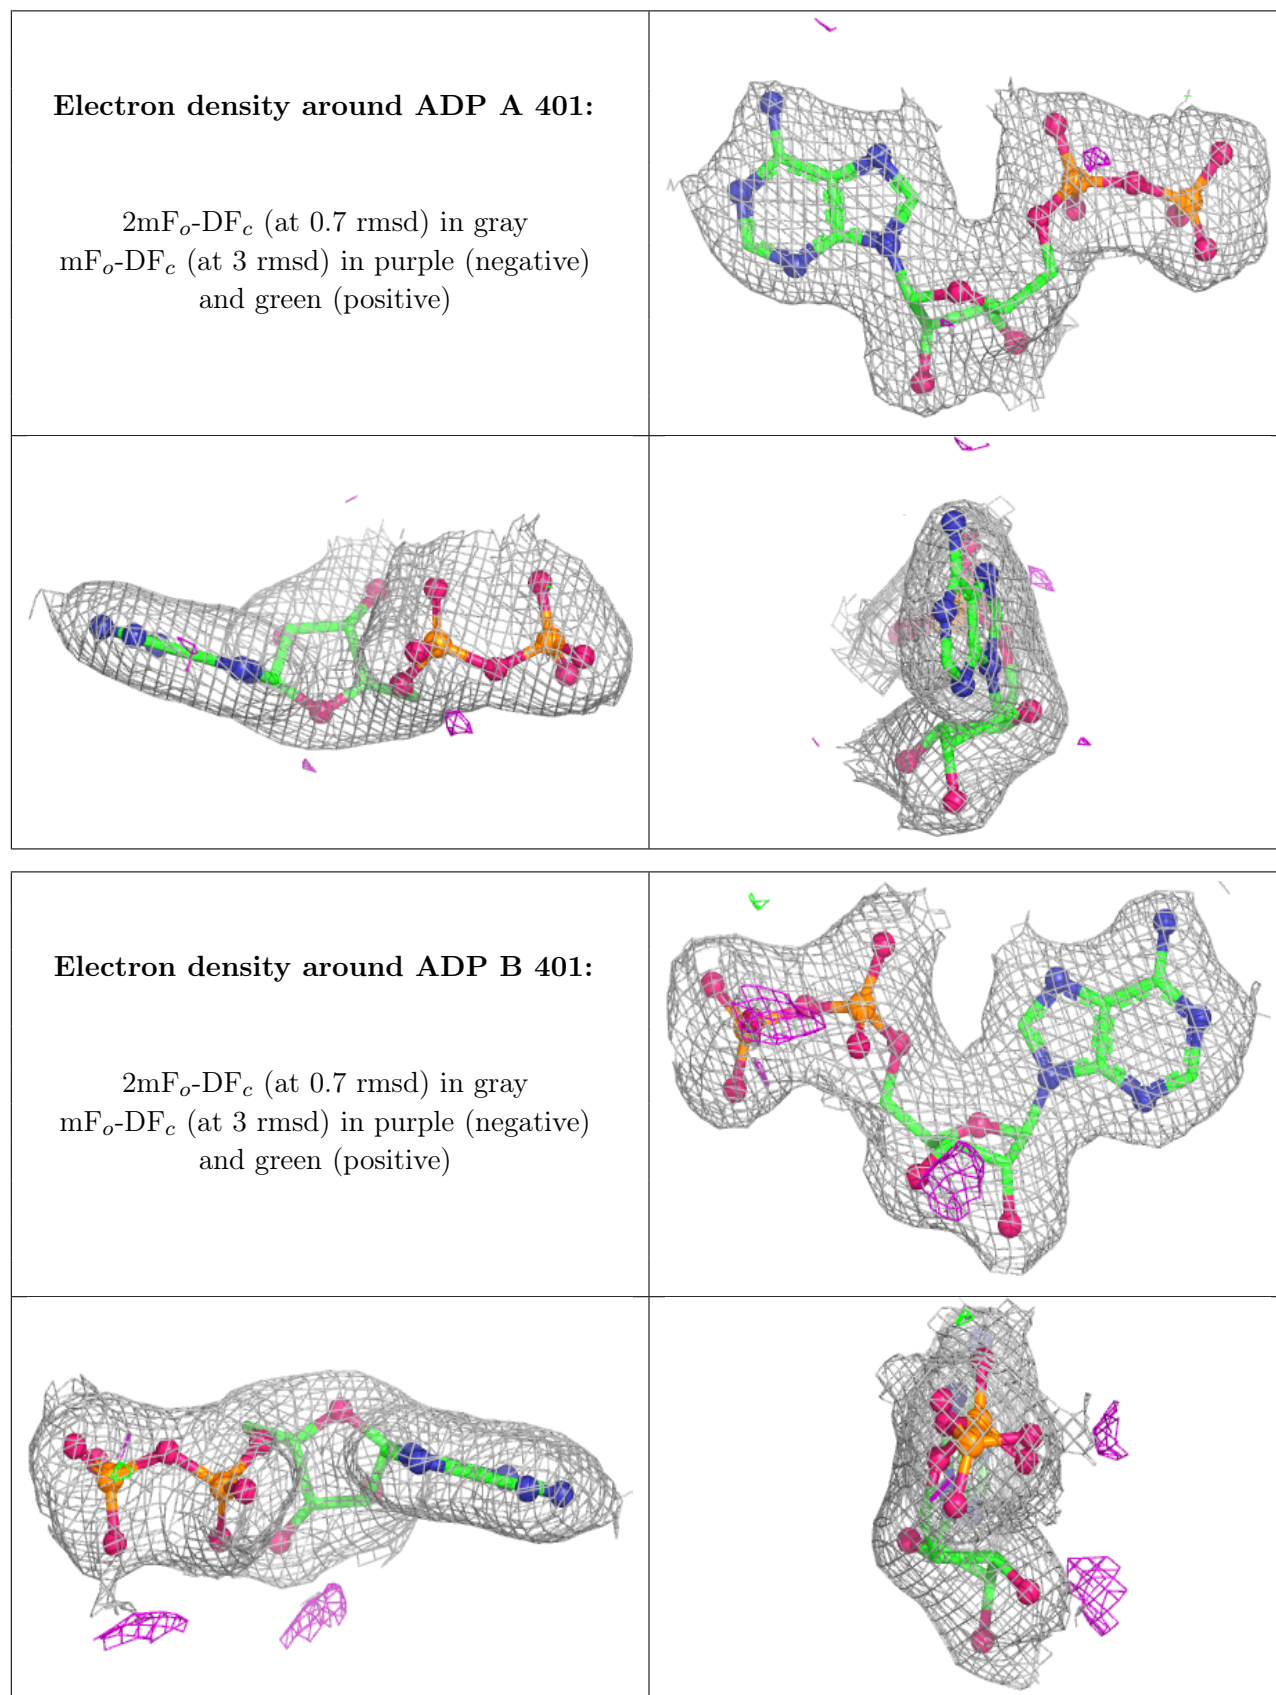 Electron density around ADP A 401:
2mFo-DFc (at 0.7 rmsd) in gray
mFo-DFc (at 3 rmsd) in purple (negative)
and green (positive)
Electron density around ADP B 401:
2mFo-DFc (at 0.7 rmsd) in gray
mFo-DFc (at 3 rmsd) in purple (negative)
and green (positive)